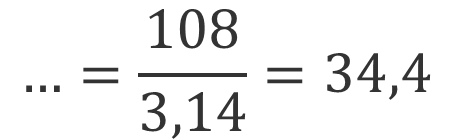 ... = 108/3,14 = 34,4